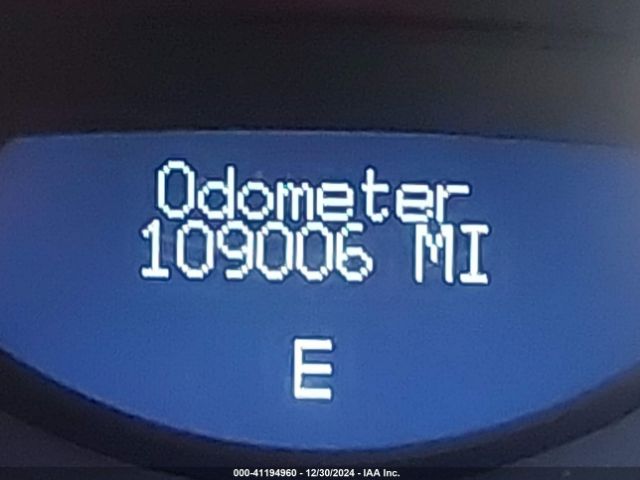 Odometer
109006 MI
E
000-41194960 - 12/30/2024 - IAA Inc.